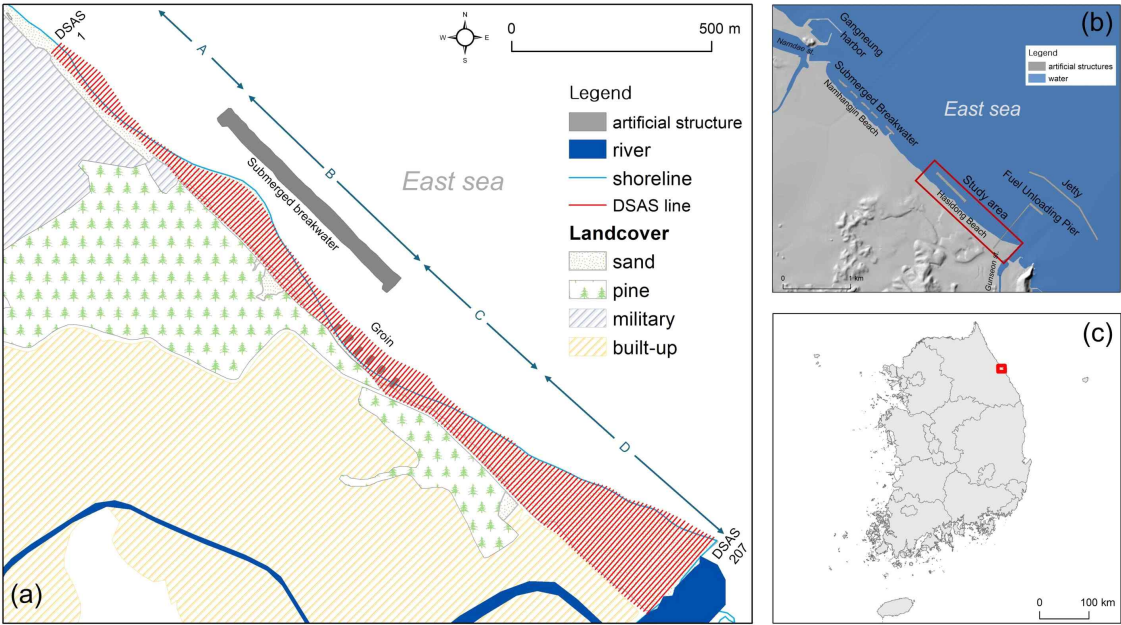 DSAS
1
A
N
W
E
S
0
500 m
B
Submerged breakwater
East sea
C
Groin
D
DSAS
207
Legend
artificial structure
river
shoreline
DSAS line
Landcover
sand
pine
military
built-up
(a)
(b)
Gangneung
harbor
Namdae st.
Submerged Breakwater
Namhangjin Beach
Legend
artificial structures
water
East sea
Study area
Hasidong Beach
Jetty
Fuel Unloading Pier
Gunseon st.
0
1 km
(c)
0
100 km